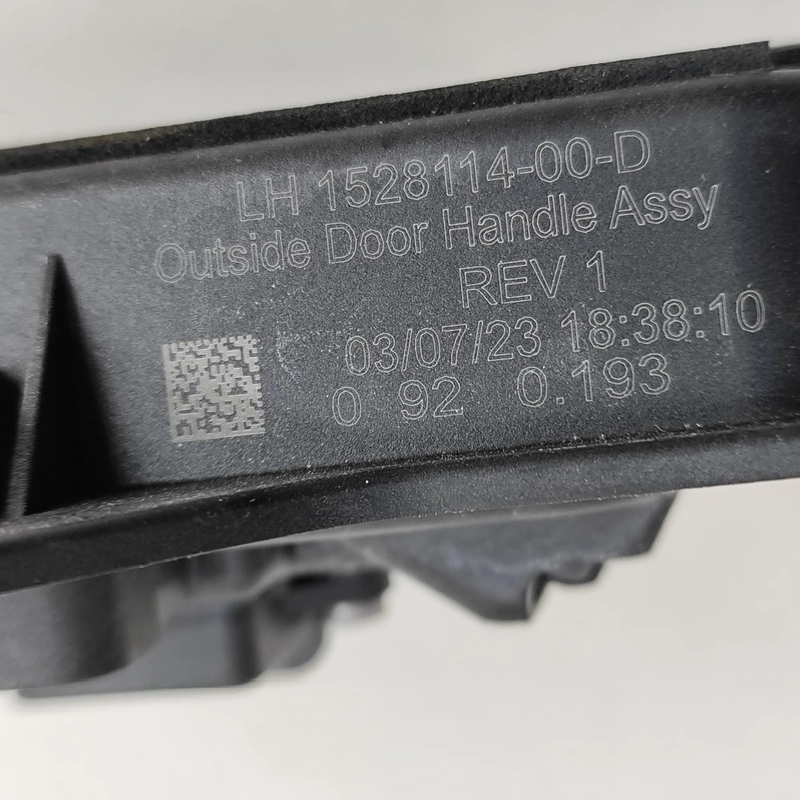 LH 1528114-00-D
Outside Door Handle Assy
REV 1
03/07/23 18:38:10
0 92 0.193